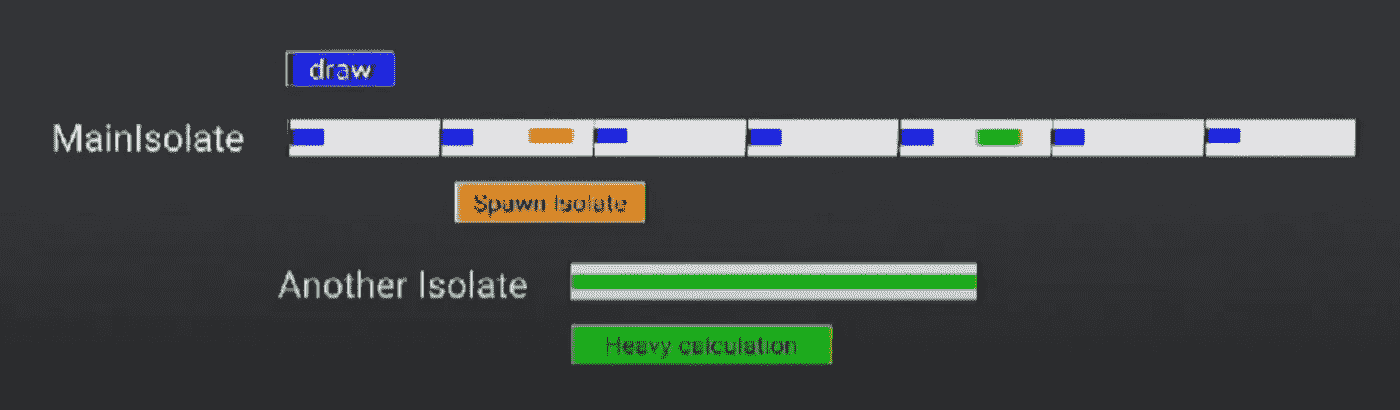 draw
MainIsolate
Spawn Isolate
Another Isolate
Heavy calculation